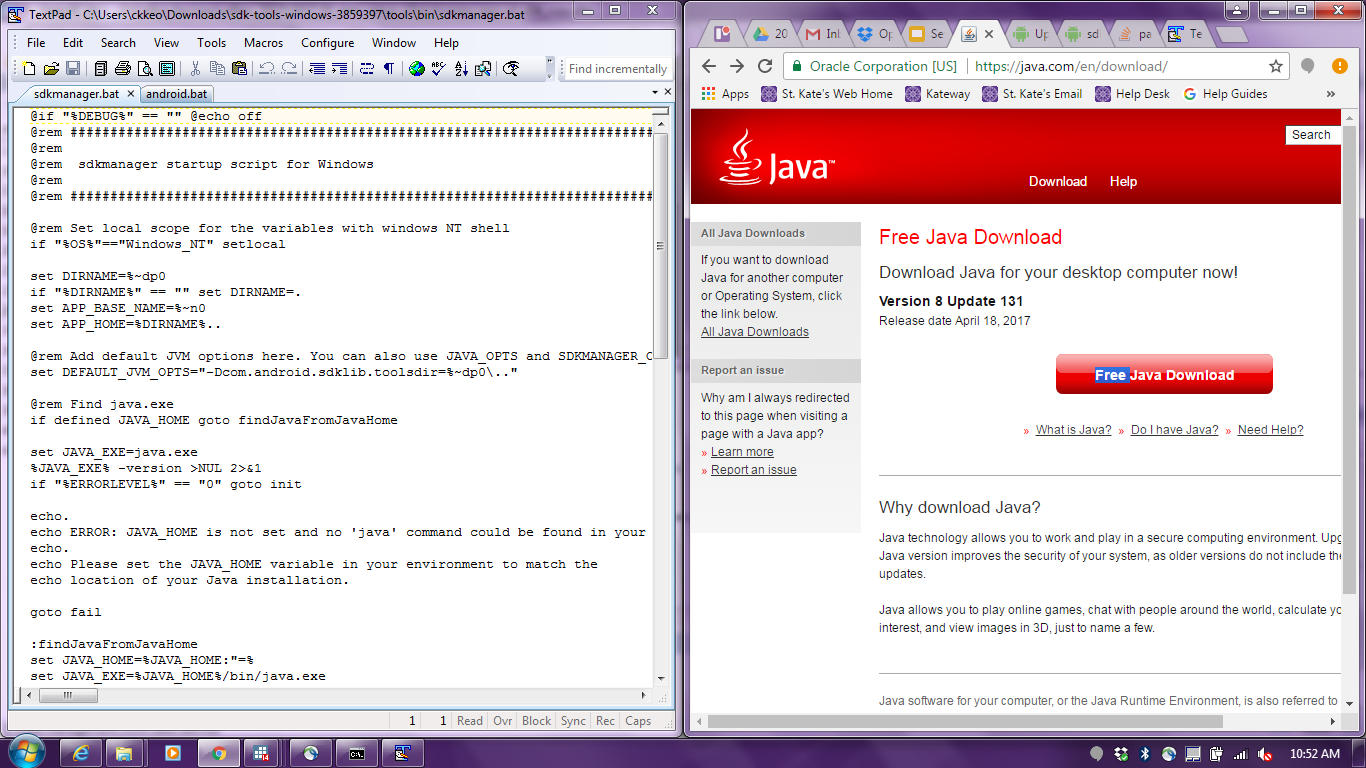 TextPad - C:\Users\ckkeo\Downloads\sdk-tools-windows-3859397\tools\bin\sdkmanager.bat
File Edit Search View Tools Macros Configure Window Help
Find incrementally
sdkmanager.bat android.bat
@if "%DEBUG%" == "" @echo off
@rem ##########################################################################
@rem
@rem  sdkmanager startup script for Windows
@rem
@rem ##########################################################################
@rem Set local scope for the variables with windows NT shell
if "%OS%"=="Windows_NT" setlocal
set DIRNAME=%~dp0
if "%DIRNAME%" == "" set DIRNAME=.
set APP_BASE_NAME=%~n0
set APP_HOME=%DIRNAME%..
@rem Add default JVM options here. You can also use JAVA_OPTS and SDKMANAGER_O
set DEFAULT_JVM_OPTS="-Dcom.android.sdklib.toolsdir=%~dp0\.."
@rem Find java.exe
if defined JAVA_HOME goto findJavaFromJavaHome
set JAVA_EXE=java.exe
%JAVA_EXE% -version >NUL 2>&1
if "%ERRORLEVEL%" == "0" goto init
echo.
echo ERROR: JAVA_HOME is not set and no 'java' command could be found in your
echo.
echo Please set the JAVA_HOME variable in your environment to match the
echo location of your Java installation.
goto fail
:findJavaFromJavaHome
set JAVA_HOME=%JAVA_HOME:"=%
set JAVA_EXE=%JAVA_HOME%/bin/java.exe
1 1 Read Ovr Block Sync Rec Caps
20 Inl Op Se Up sd pa Te
Oracle Corporation [US] https://java.com/en/download/
Apps St. Kate's Web Home Kateway St. Kate's Email Help Desk Help Guides »
Java™
Search
Download Help
All Java Downloads
If you want to download
Java for another computer
or Operating System, click
the link below.
All Java Downloads
Report an issue
Why am I always redirected
to this page when visiting a
page with a Java app?
» Learn more
» Report an issue
Free Java Download
Download Java for your desktop computer now!
Version 8 Update 131
Release date April 18, 2017
Free Java Download
» What is Java? » Do I have Java? » Need Help?
Why download Java?
Java technology allows you to work and play in a secure computing environment. Upg
Java version improves the security of your system, as older versions do not include the
updates.
Java allows you to play online games, chat with people around the world, calculate yo
interest, and view images in 3D, just to name a few.
Java software for your computer, or the Java Runtime Environment, is also referred to
10:52 AM